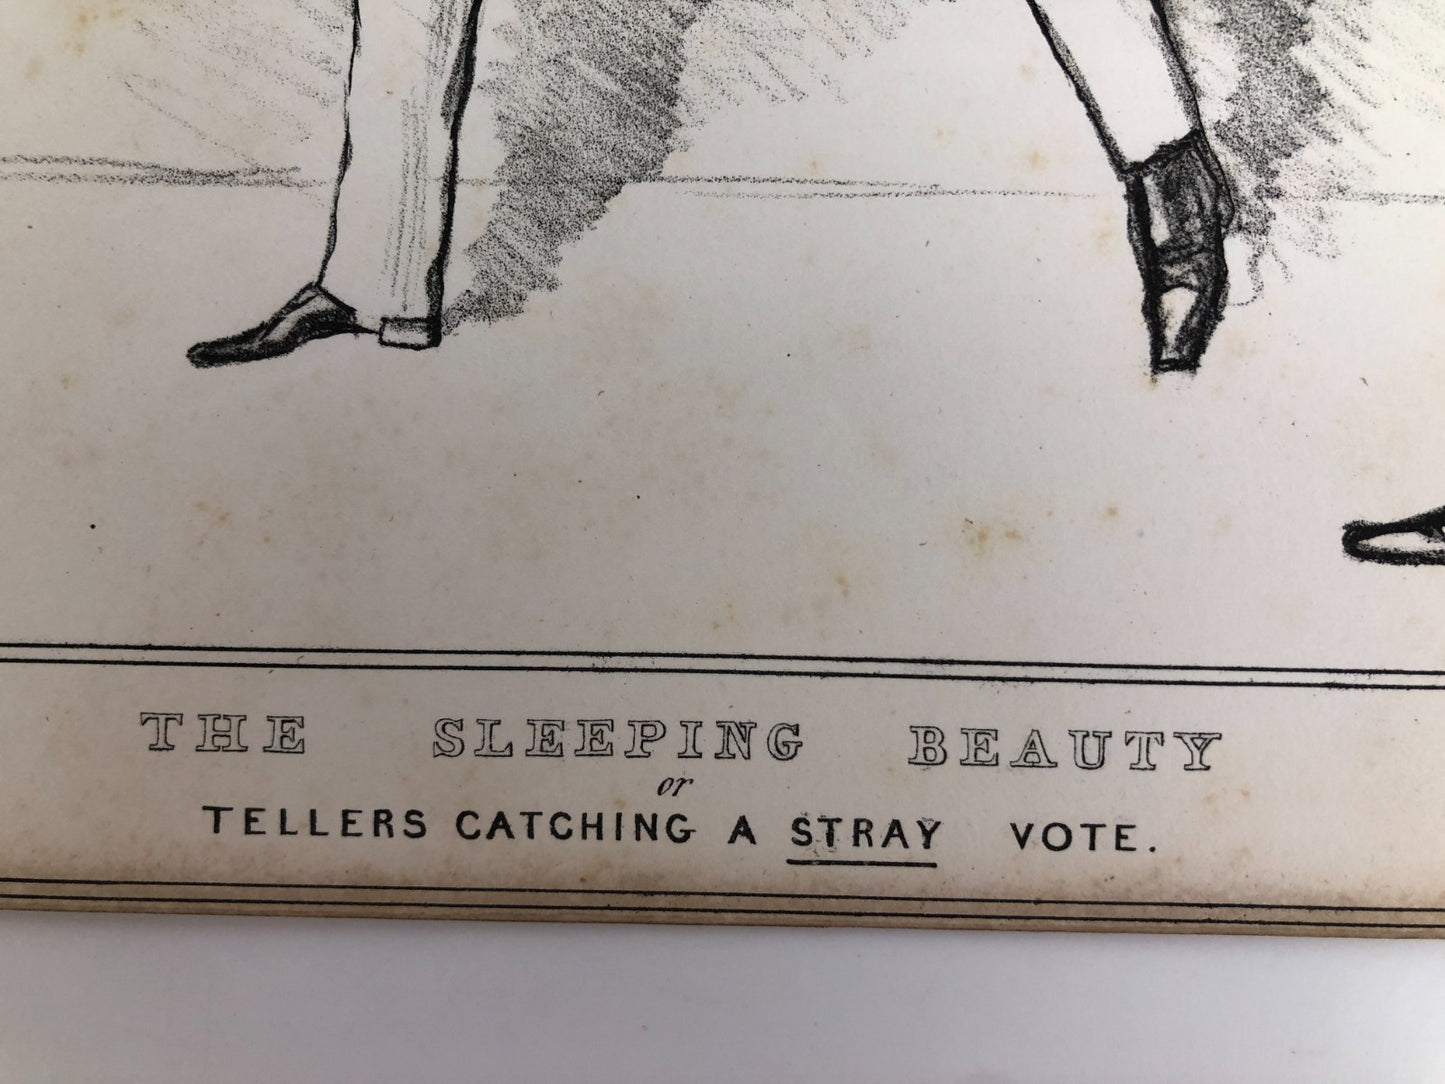 THE SLEEPING BEAUTY
or
TELLERS CATCHING A STRAY VOTE.